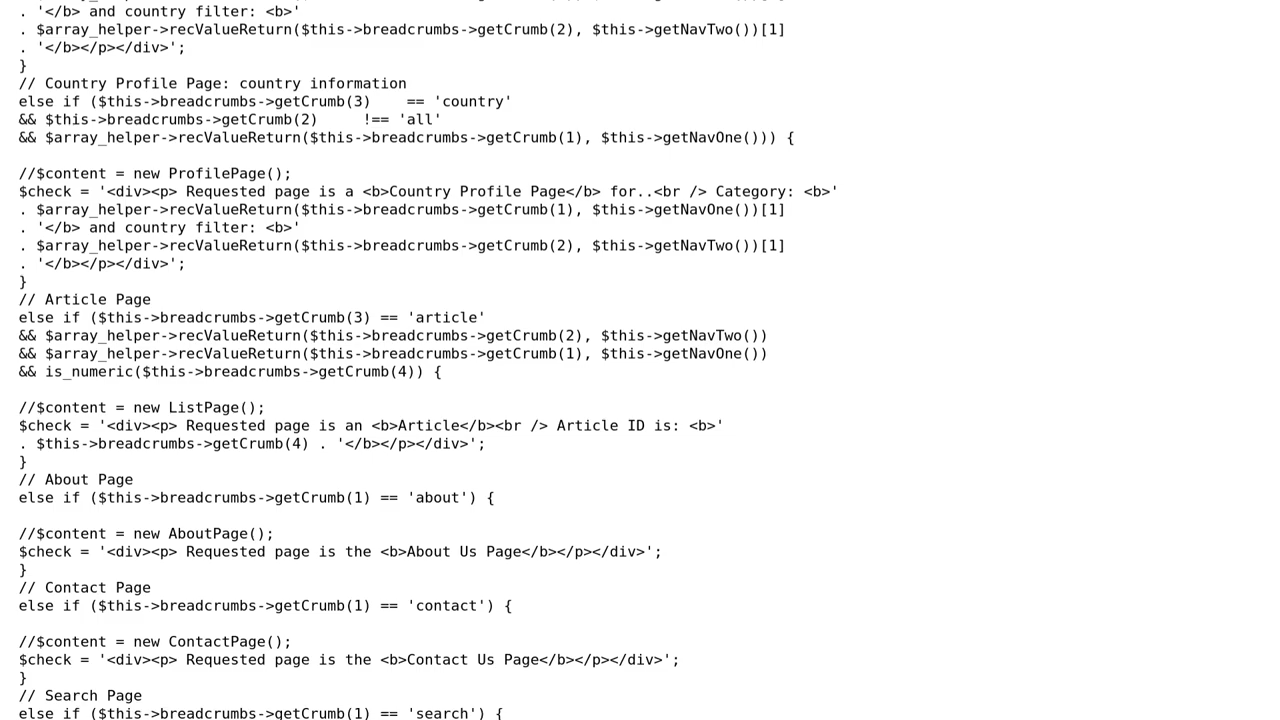 . '</b> and country filter: <b>'
. $array_helper->recValueReturn($this->breadcrumbs->getCrumb(2), $this->getNavTwo())[1]
. '</b></p></div>';
}
// Country Profile Page: country information
else if ($this->breadcrumbs->getCrumb(3)    == 'country'
&& $this->breadcrumbs->getCrumb(2)     !== 'all'
&& $array_helper->recValueReturn($this->breadcrumbs->getCrumb(1), $this->getNavOne())) {

//$content = new ProfilePage();
$check = '<div><p> Requested page is a <b>Country Profile Page</b> for..<br /> Category: <b>'
. $array_helper->recValueReturn($this->breadcrumbs->getCrumb(1), $this->getNavOne())[1]
. '</b> and country filter: <b>'
. $array_helper->recValueReturn($this->breadcrumbs->getCrumb(2), $this->getNavTwo())[1]
. '</b></p></div>';
}
// Article Page
else if ($this->breadcrumbs->getCrumb(3) == 'article'
&& $array_helper->recValueReturn($this->breadcrumbs->getCrumb(2), $this->getNavTwo())
&& $array_helper->recValueReturn($this->breadcrumbs->getCrumb(1), $this->getNavOne())
&& is_numeric($this->breadcrumbs->getCrumb(4)) {

//$content = new ListPage();
$check = '<div><p> Requested page is an <b>Article</b><br /> Article ID is: <b>'
. $this->breadcrumbs->getCrumb(4) . '</b></p></div>';
}
// About Page
else if ($this->breadcrumbs->getCrumb(1) == 'about') {

//$content = new AboutPage();
$check = '<div><p> Requested page is the <b>About Us Page</b></p></div>';
}
// Contact Page
else if ($this->breadcrumbs->getCrumb(1) == 'contact') {

//$content = new ContactPage();
$check = '<div><p> Requested page is the <b>Contact Us Page</b></p></div>';
}
// Search Page
else if ($this->breadcrumbs->getCrumb(1) == 'search') {